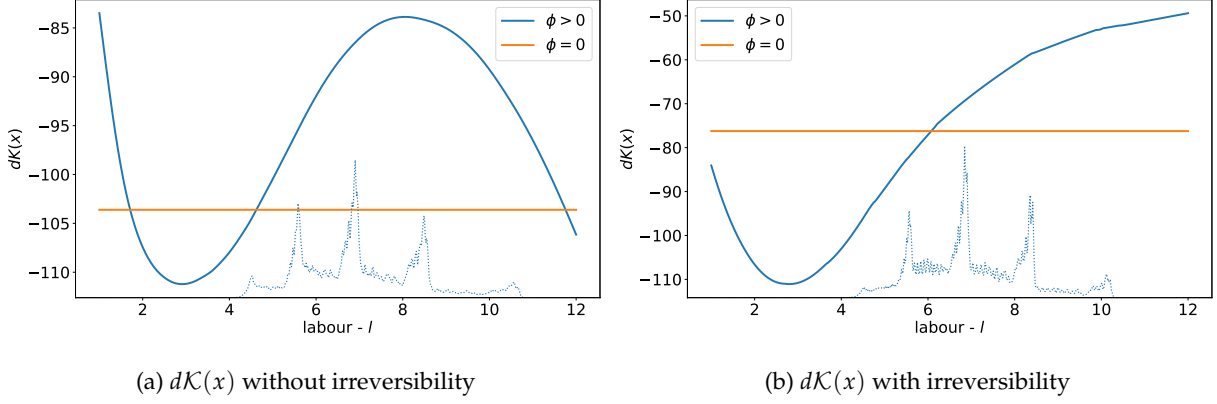 ϕ > 0
ϕ = 0
−85
−90
−95
−100
−105
−110
dK(x)
2
4
6
8
10
12
labour - l
(a) d𝒦(x) without irreversibility
ϕ > 0
ϕ = 0
−50
−60
−70
−80
−90
−100
−110
dK(x)
2
4
6
8
10
12
labour - l
(b) d𝒦(x) with irreversibility